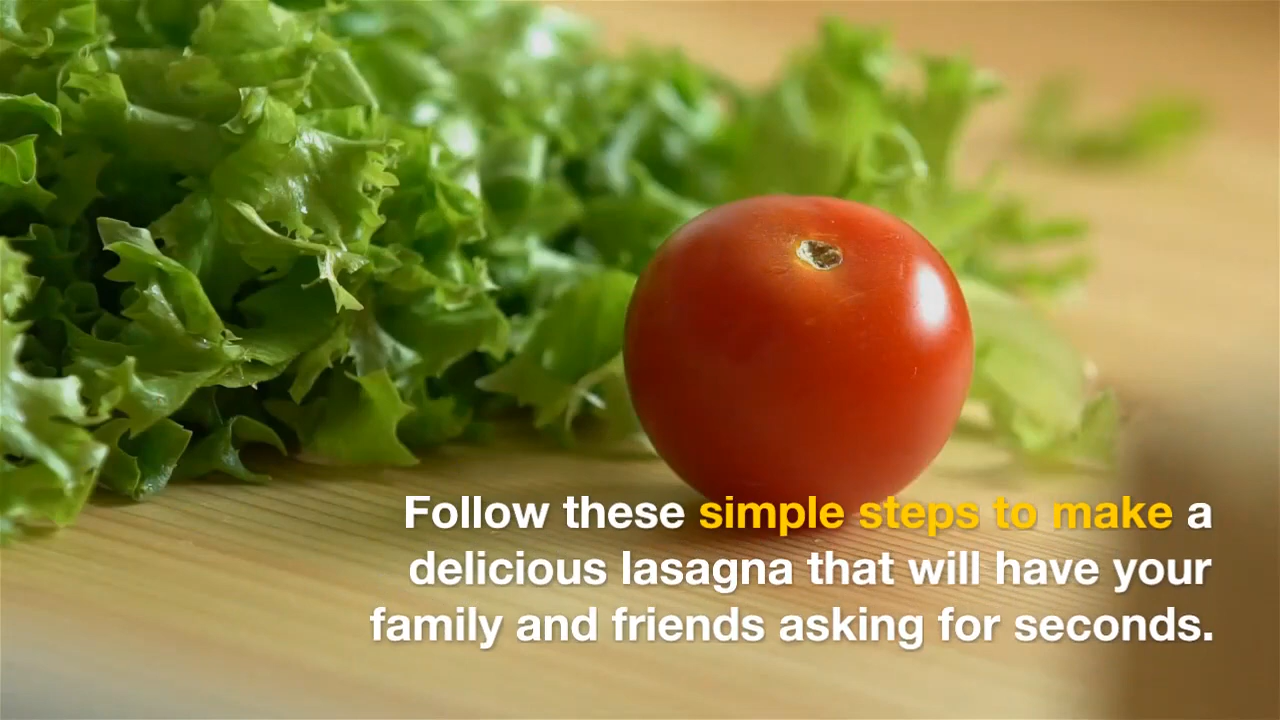 Follow these simple steps to make a
delicious lasagna that will have your
family and friends asking for seconds.